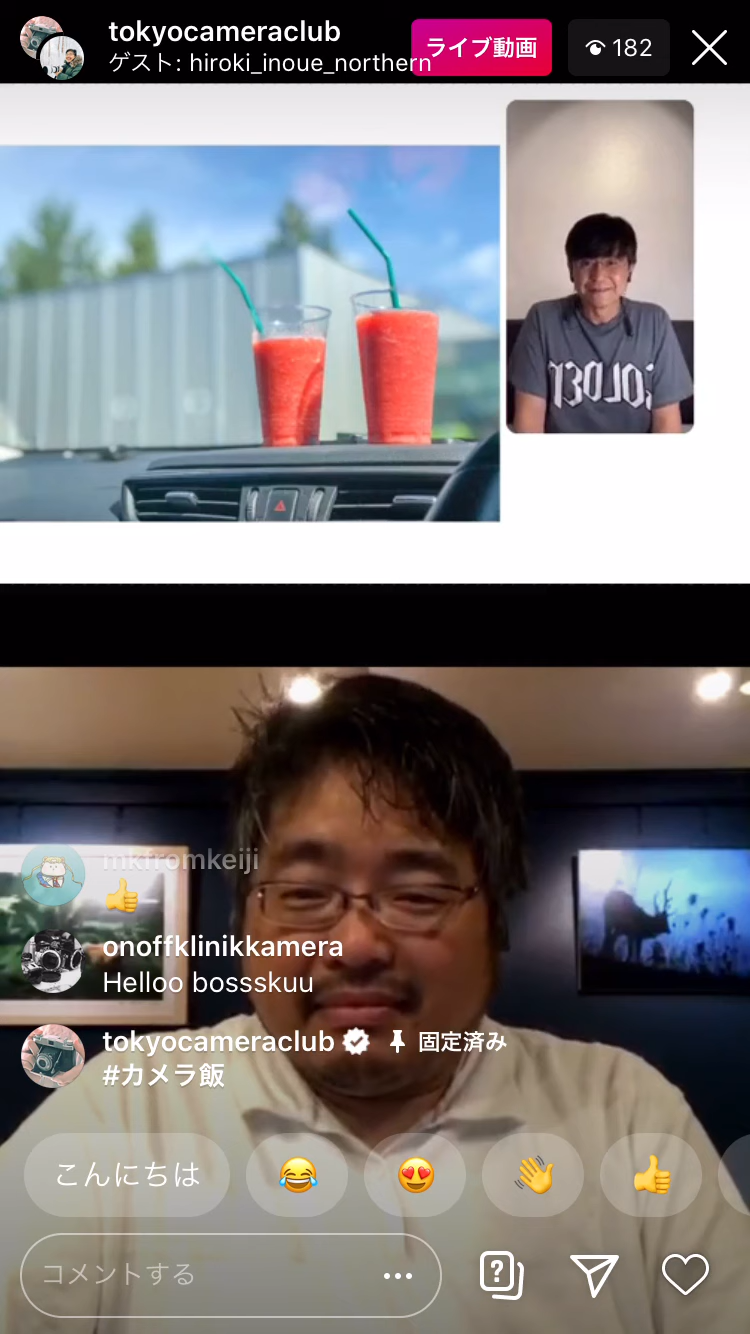 tokyocameraclub
ゲスト: hiroki_inoue_northern
ライブ動画
182
mkfromkeiji
👍
onoffklinikkamera
Helloo bossskuu
tokyocameraclub 固定済み
#カメラ飯
こんにちは 😂 😍 👋 👍
コメントする